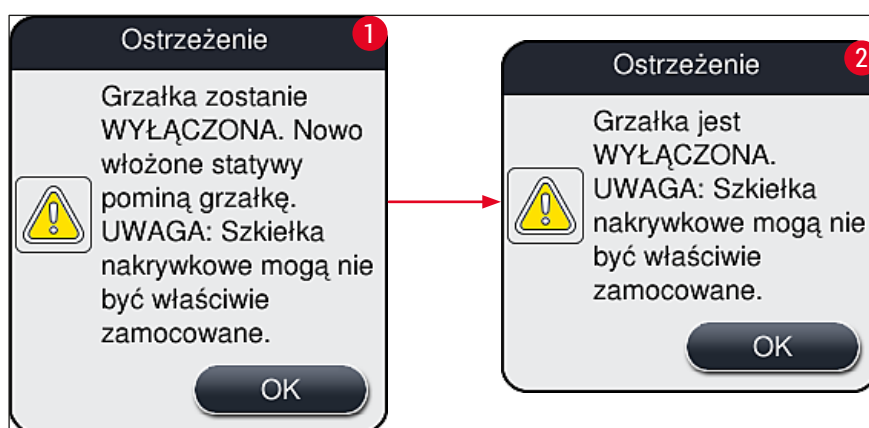 Ostrzeżenie
1
Grzałka zostanie
WYŁĄCZONA. Nowo
włożone statywy
pominą grzałkę.
UWAGA: Szkiełka
nakrywkowe mogą nie
być właściwie
zamocowane.
OK
Ostrzeżenie
2
Grzałka jest
WYŁĄCZONA.
UWAGA: Szkiełka
nakrywkowe mogą nie
być właściwie
zamocowane.
OK